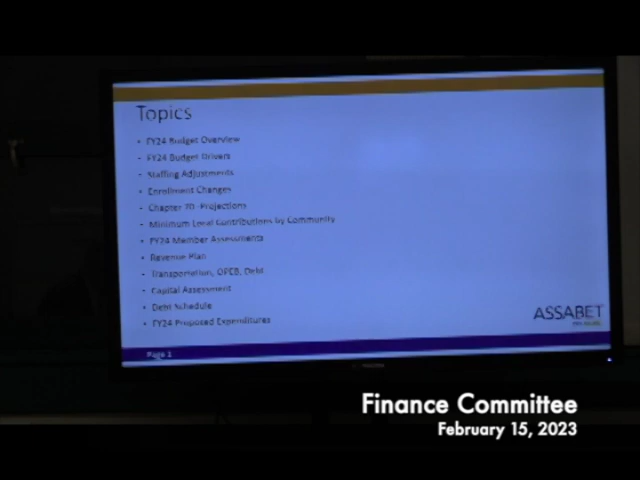 Topics
• FY24 Budget Overview
• FY24 Budget Drivers
• Staffing Adjustments
• Enrollment Changes
• Chapter 70 -Projections
• Minimum Local Contributions by Community
• FY24 Member Assessments
• Revenue Plan
• Transportation, OPEB, Debt
• Capital Assessment
• Debt Schedule
• FY24 Proposed Expenditures
ASSABET
Page 1
Finance Committee
February 15, 2023